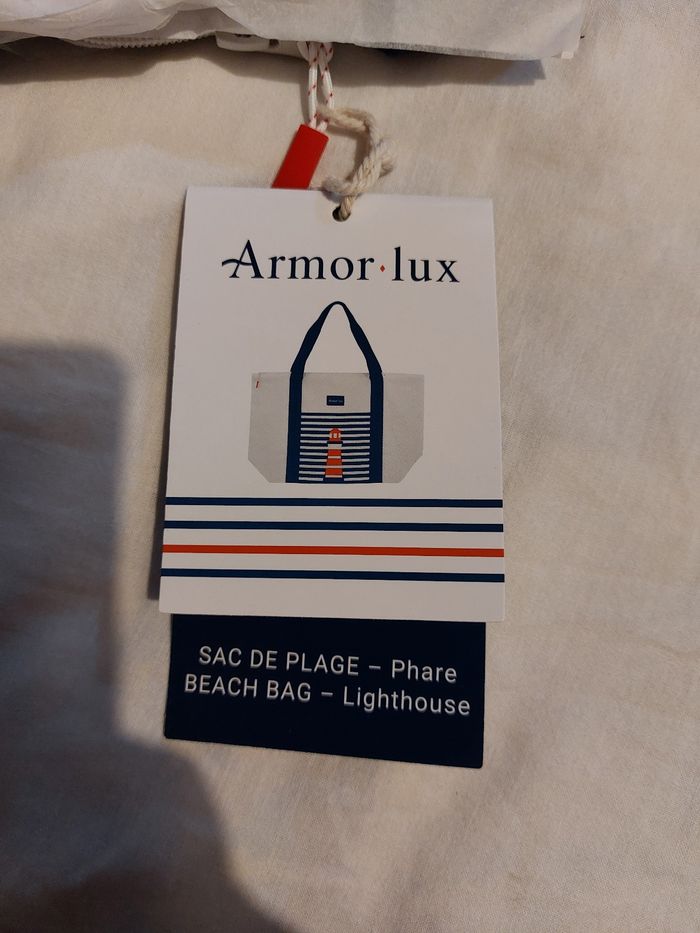 Armor·lux
SAC DE PLAGE – Phare
BEACH BAG – Lighthouse